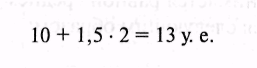 10 + 1,5 · 2 = 13 у. е.